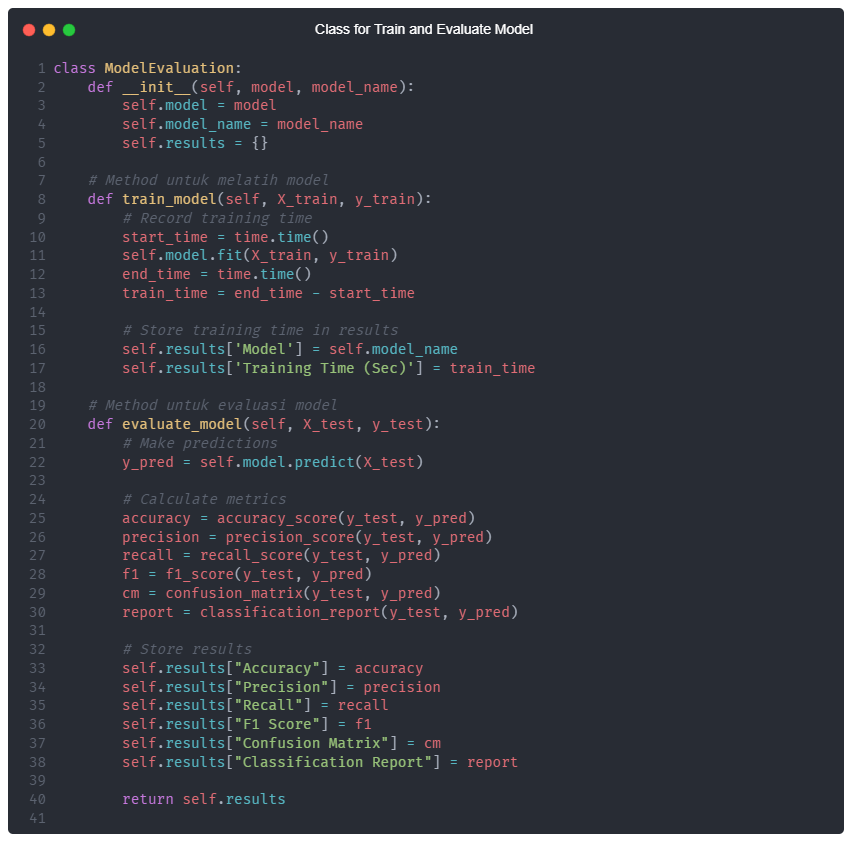 Class for Train and Evaluate Model
1 class ModelEvaluation:
2     def __init__(self, model, model_name):
3         self.model = model
4         self.model_name = model_name
5         self.results = {}
6
7     # Method untuk melatih model
8     def train_model(self, X_train, y_train):
9         # Record training time
10         start_time = time.time()
11         self.model.fit(X_train, y_train)
12         end_time = time.time()
13         train_time = end_time - start_time
14
15         # Store training time in results
16         self.results['Model'] = self.model_name
17         self.results['Training Time (Sec)'] = train_time
18
19     # Method untuk evaluasi model
20     def evaluate_model(self, X_test, y_test):
21         # Make predictions
22         y_pred = self.model.predict(X_test)
23
24         # Calculate metrics
25         accuracy = accuracy_score(y_test, y_pred)
26         precision = precision_score(y_test, y_pred)
27         recall = recall_score(y_test, y_pred)
28         f1 = f1_score(y_test, y_pred)
29         cm = confusion_matrix(y_test, y_pred)
30         report = classification_report(y_test, y_pred)
31
32         # Store results
33         self.results["Accuracy"] = accuracy
34         self.results["Precision"] = precision
35         self.results["Recall"] = recall
36         self.results["F1 Score"] = f1
37         self.results["Confusion Matrix"] = cm
38         self.results["Classification Report"] = report
39
40         return self.results
41